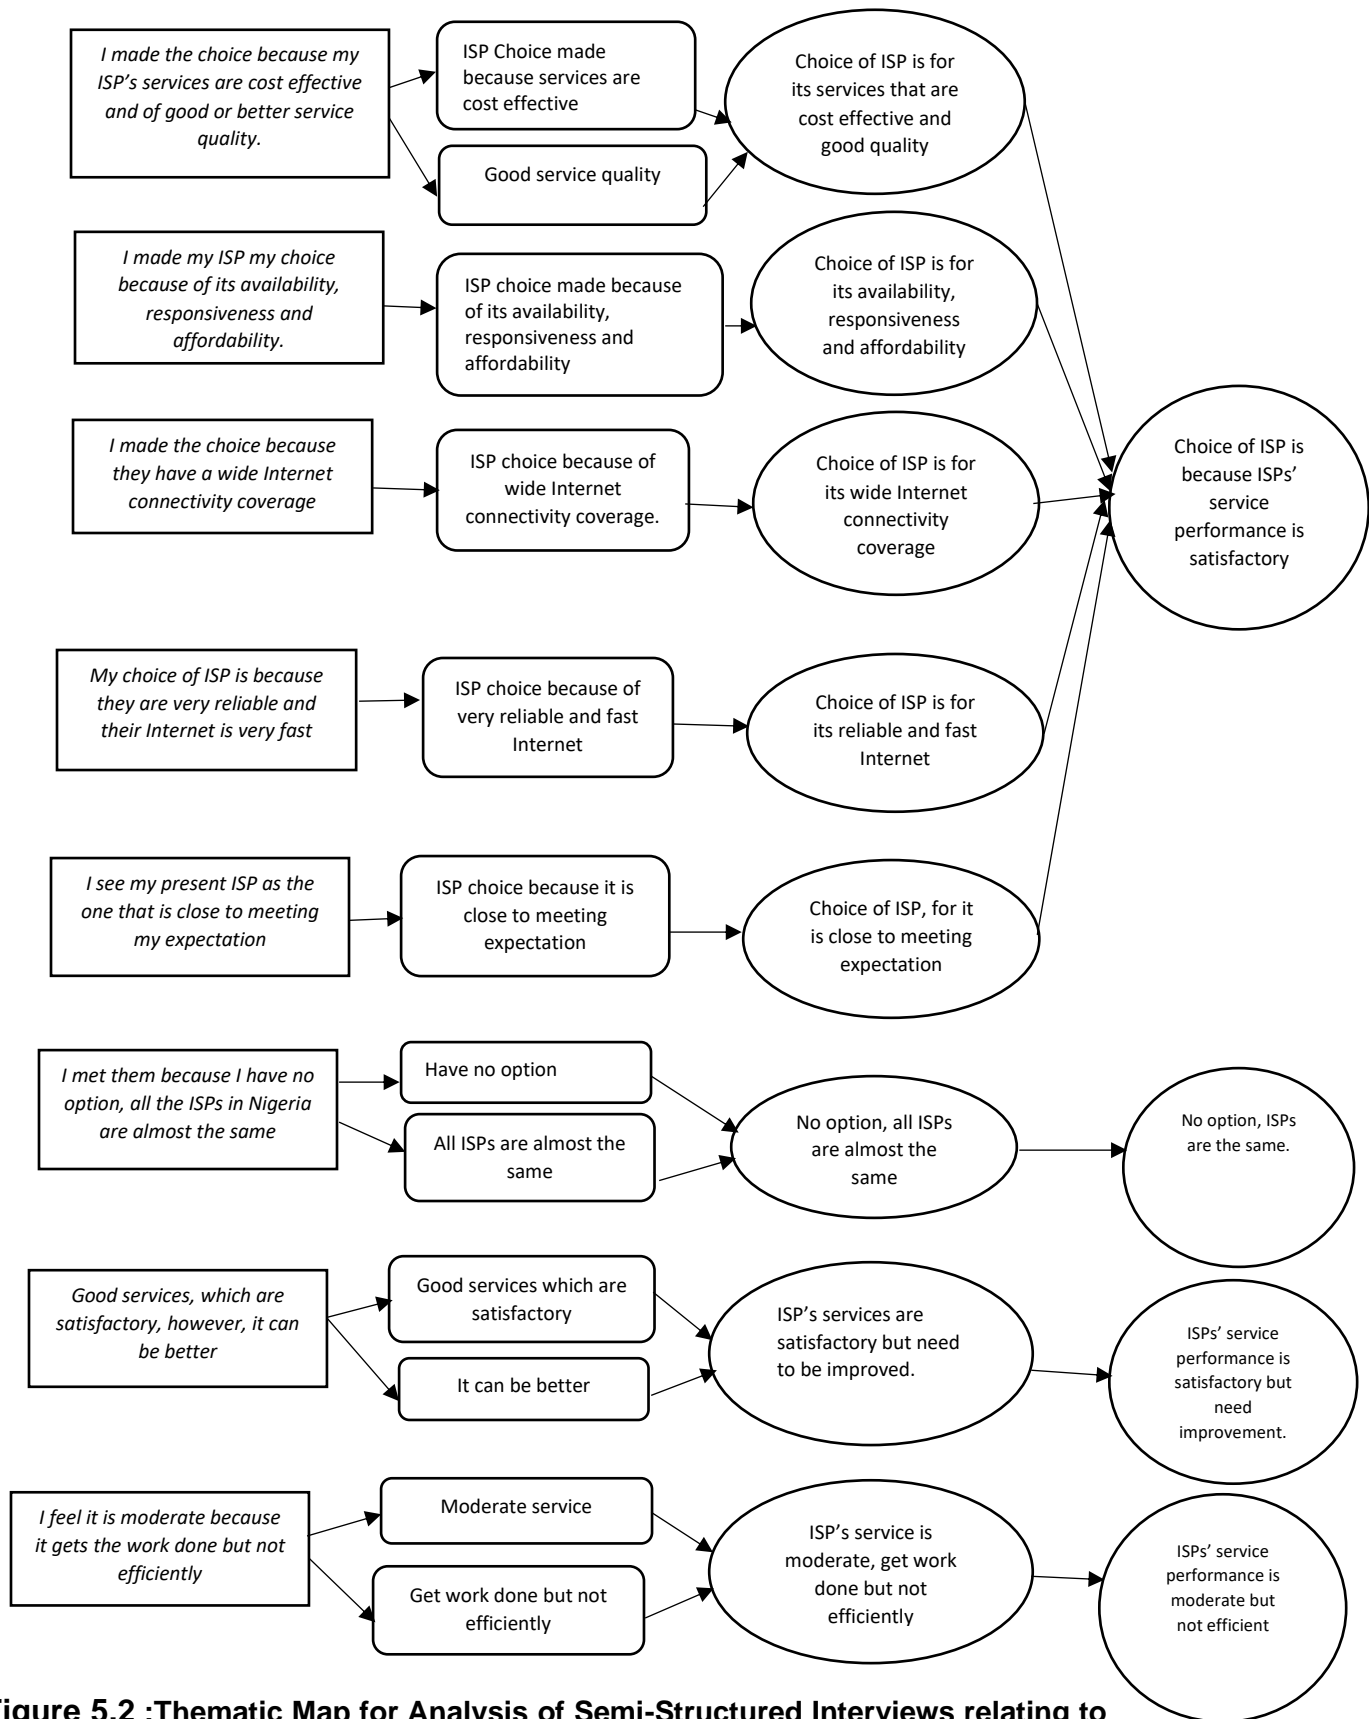 I made the choice because my
ISP’s services are cost effective
and of good or better service
quality.
ISP Choice made
because services are
cost effective
Good service quality
Choice of ISP is for
its services that are
cost effective and
good quality
I made my ISP my choice
because of its availability,
responsiveness and
affordability.
ISP choice made because
of its availability,
responsiveness and
affordability
Choice of ISP is for
its availability,
responsiveness
and affordability
I made the choice because
they have a wide Internet
connectivity coverage
ISP choice because of
wide Internet
connectivity coverage.
Choice of ISP is for
its wide Internet
connectivity
coverage
Choice of ISP is
because ISPs’
service
performance is
satisfactory
My choice of ISP is because
they are very reliable and
their Internet is very fast
ISP choice because of
very reliable and fast
Internet
Choice of ISP is for
its reliable and fast
Internet
I see my present ISP as the
one that is close to meeting
my expectation
ISP choice because it is
close to meeting
expectation
Choice of ISP, for it
is close to meeting
expectation
I met them because I have no
option, all the ISPs in Nigeria
are almost the same
Have no option
All ISPs are almost the
same
No option, all ISPs
are almost the
same
No option, ISPs
are the same.
Good services, which are
satisfactory, however, it can
be better
Good services which are
satisfactory
It can be better
ISP’s services are
satisfactory but need
to be improved.
ISPs’ service
performance is
satisfactory but
need
improvement.
I feel it is moderate because
it gets the work done but not
efficiently
Moderate service
Get work done but not
efficiently
ISP’s service is
moderate, get work
done but not
efficiently
ISPs’ service
performance is
moderate but
not efficient
Figure 5.2 :Thematic Map for Analysis of Semi-Structured Interviews relating to